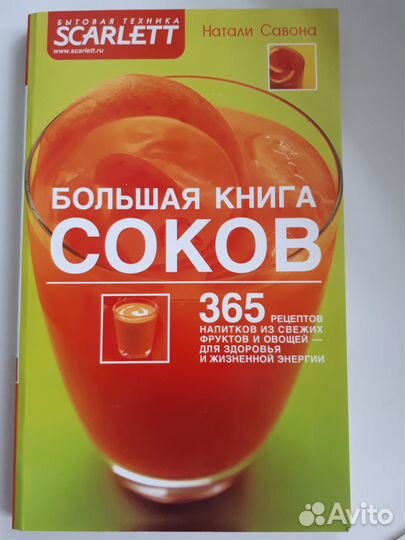 БЫТОВАЯ ТЕХНИКА
SCARLETT
www.scarlett.ru
Натали Савона
БОЛЬШАЯ КНИГА
СОКОВ
365 РЕЦЕПТОВ
НАПИТКОВ ИЗ СВЕЖИХ
ФРУКТОВ И ОВОЩЕЙ —
ДЛЯ ЗДОРОВЬЯ
И ЖИЗНЕННОЙ ЭНЕРГИИ
Avito